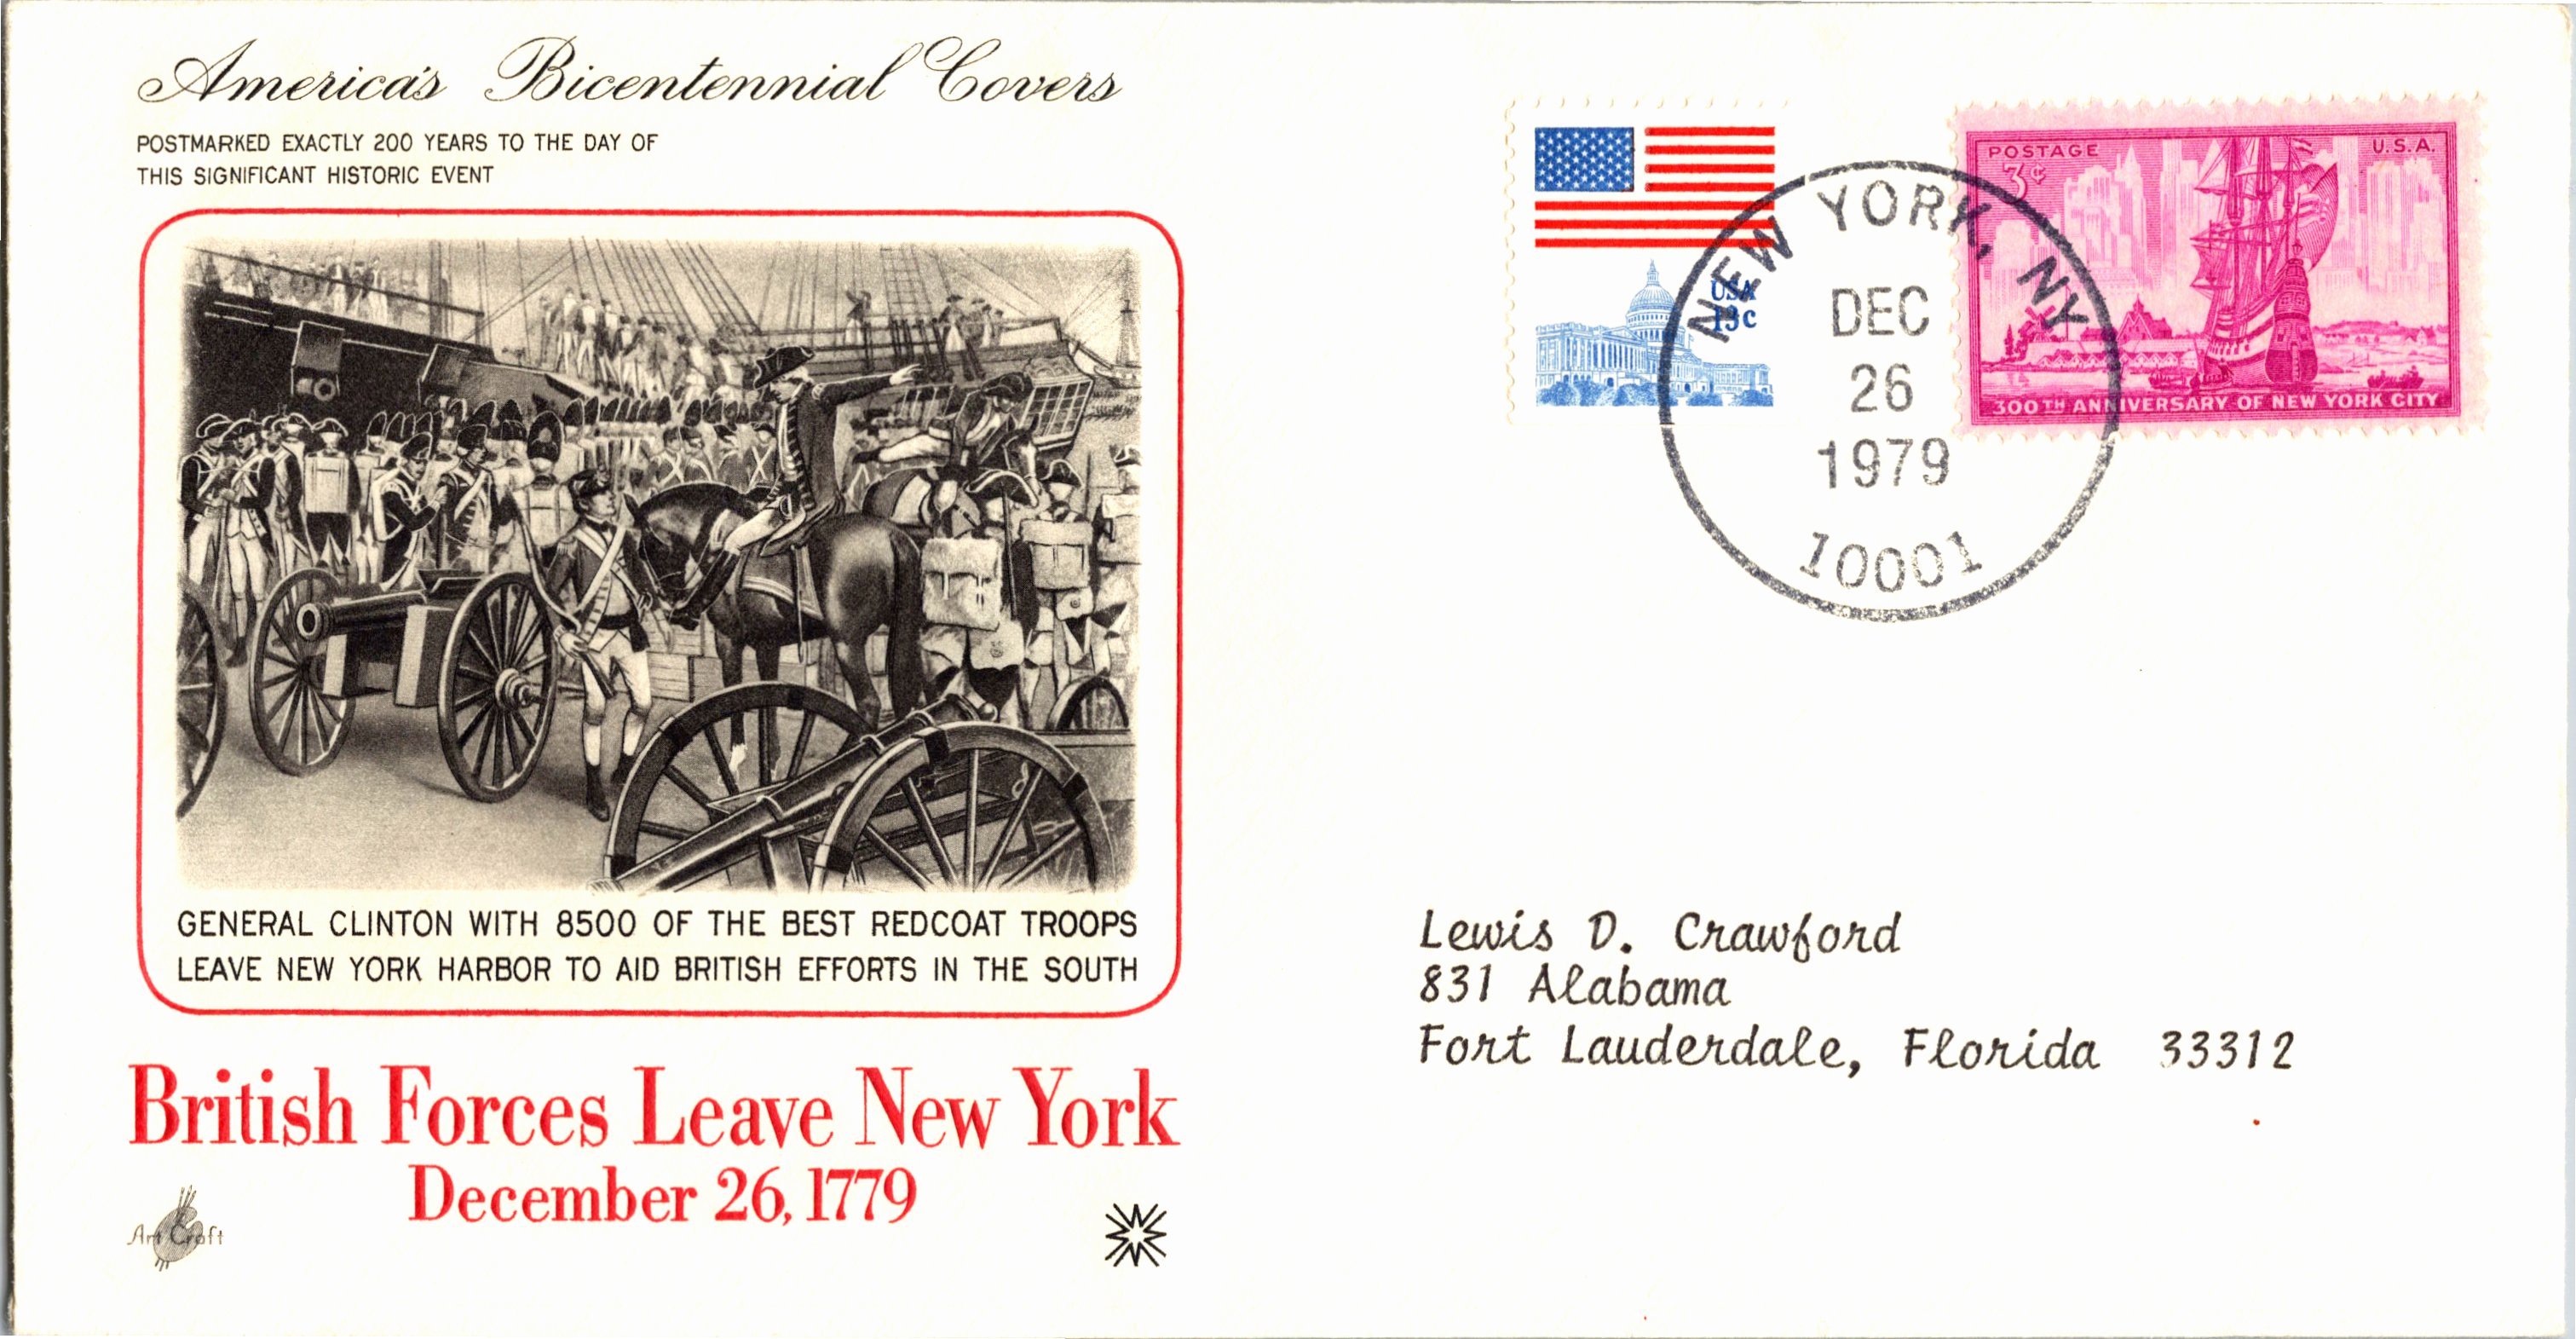 America's Bicentennial Covers
POSTMARKED EXACTLY 200 YEARS TO THE DAY OF
THIS SIGNIFICANT HISTORIC EVENT
GENERAL CLINTON WITH 8500 OF THE BEST REDCOAT TROOPS
LEAVE NEW YORK HARBOR TO AID BRITISH EFFORTS IN THE SOUTH
British Forces Leave New York
December 26, 1779
Art Craft
USA
13c
POSTAGE
U.S.A.
3¢
300TH ANNIVERSARY OF NEW YORK CITY
NEW YORK, NY
DEC
26
1979
10001
Lewis D. Crawford
831 Alabama
Fort Lauderdale, Florida 33312